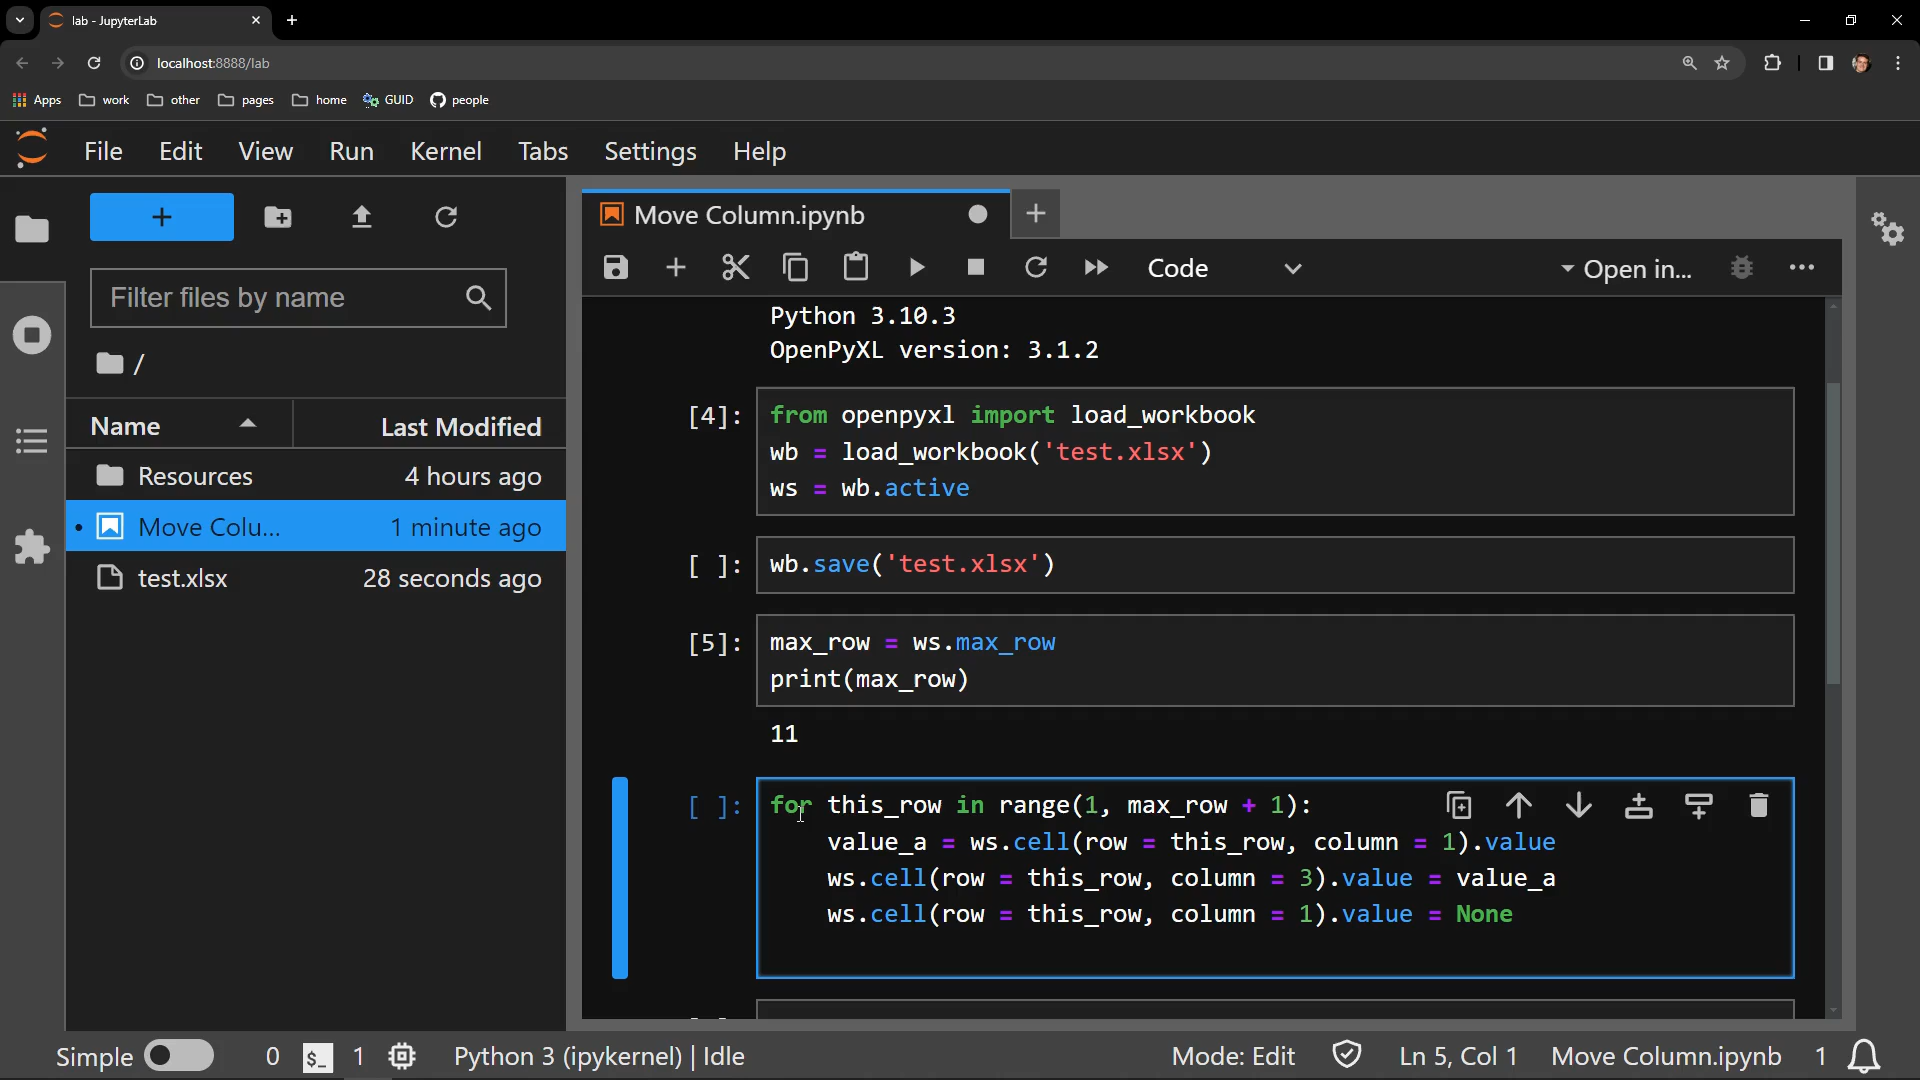 lab - JupyterLab
localhost:8888/lab
Apps work other pages home GUID people
File Edit View Run Kernel Tabs Settings Help
Filter files by name
/
Name Last Modified
Resources 4 hours ago
Move Colu... 1 minute ago
test.xlsx 28 seconds ago
Move Column.ipynb
Code Open in...
Python 3.10.3
OpenPyXL version: 3.1.2
[4]: from openpyxl import load_workbook
wb = load_workbook('test.xlsx')
ws = wb.active
[ ]: wb.save('test.xlsx')
[5]: max_row = ws.max_row
print(max_row)
11
[ ]: for this_row in range(1, max_row + 1):
value_a = ws.cell(row = this_row, column = 1).value
ws.cell(row = this_row, column = 3).value = value_a
ws.cell(row = this_row, column = 1).value = None
Simple 0 $_ 1 Python 3 (ipykernel) | Idle Mode: Edit Ln 5, Col 1 Move Column.ipynb 1